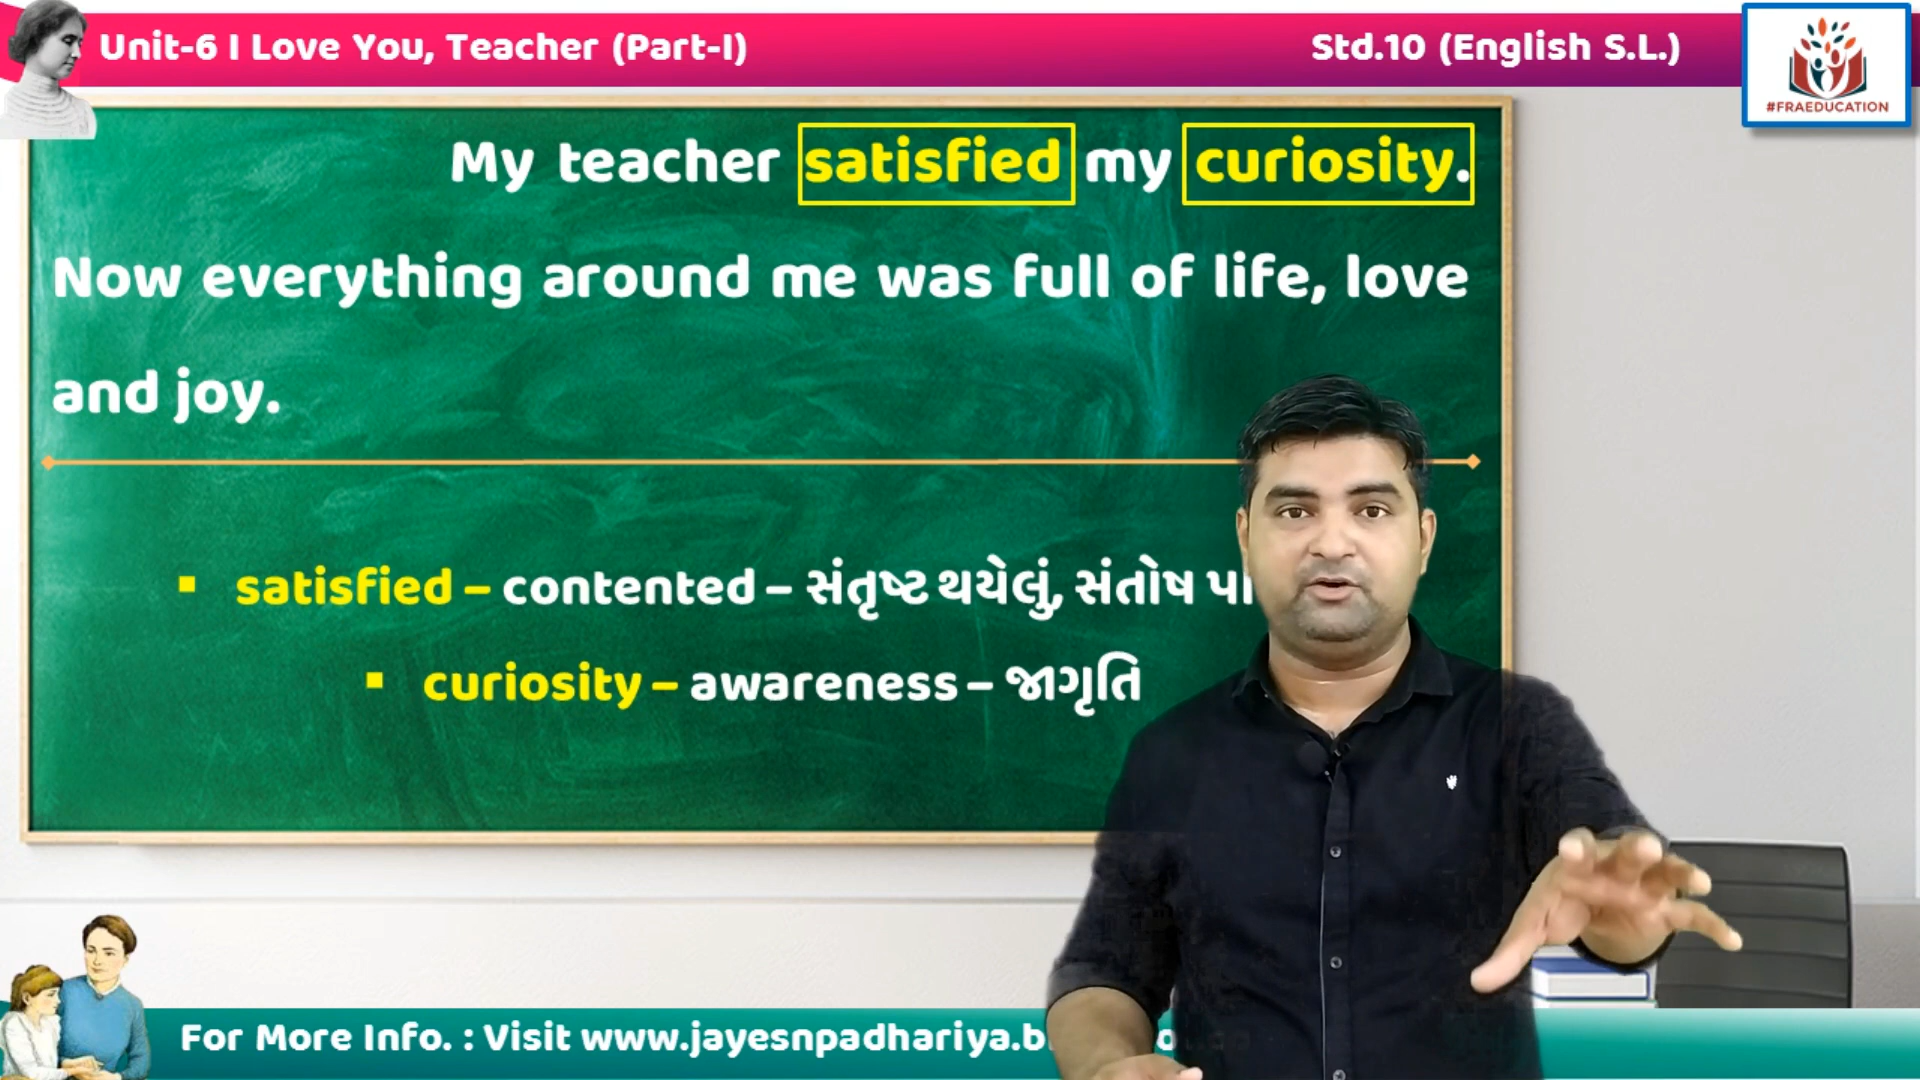 Unit-6 I Love You, Teacher (Part-I)
Std.10 (English S.L.)
#FRAEDUCATION
My teacher satisfied my curiosity.
Now everything around me was full of life, love
and joy.
▪ satisfied – contented – સંતૃષ્ટ થયેલું, સંતોષ
▪ curiosity – awareness – જાગૃતિ
For More Info. : Visit www.jayesnpadhariya.b